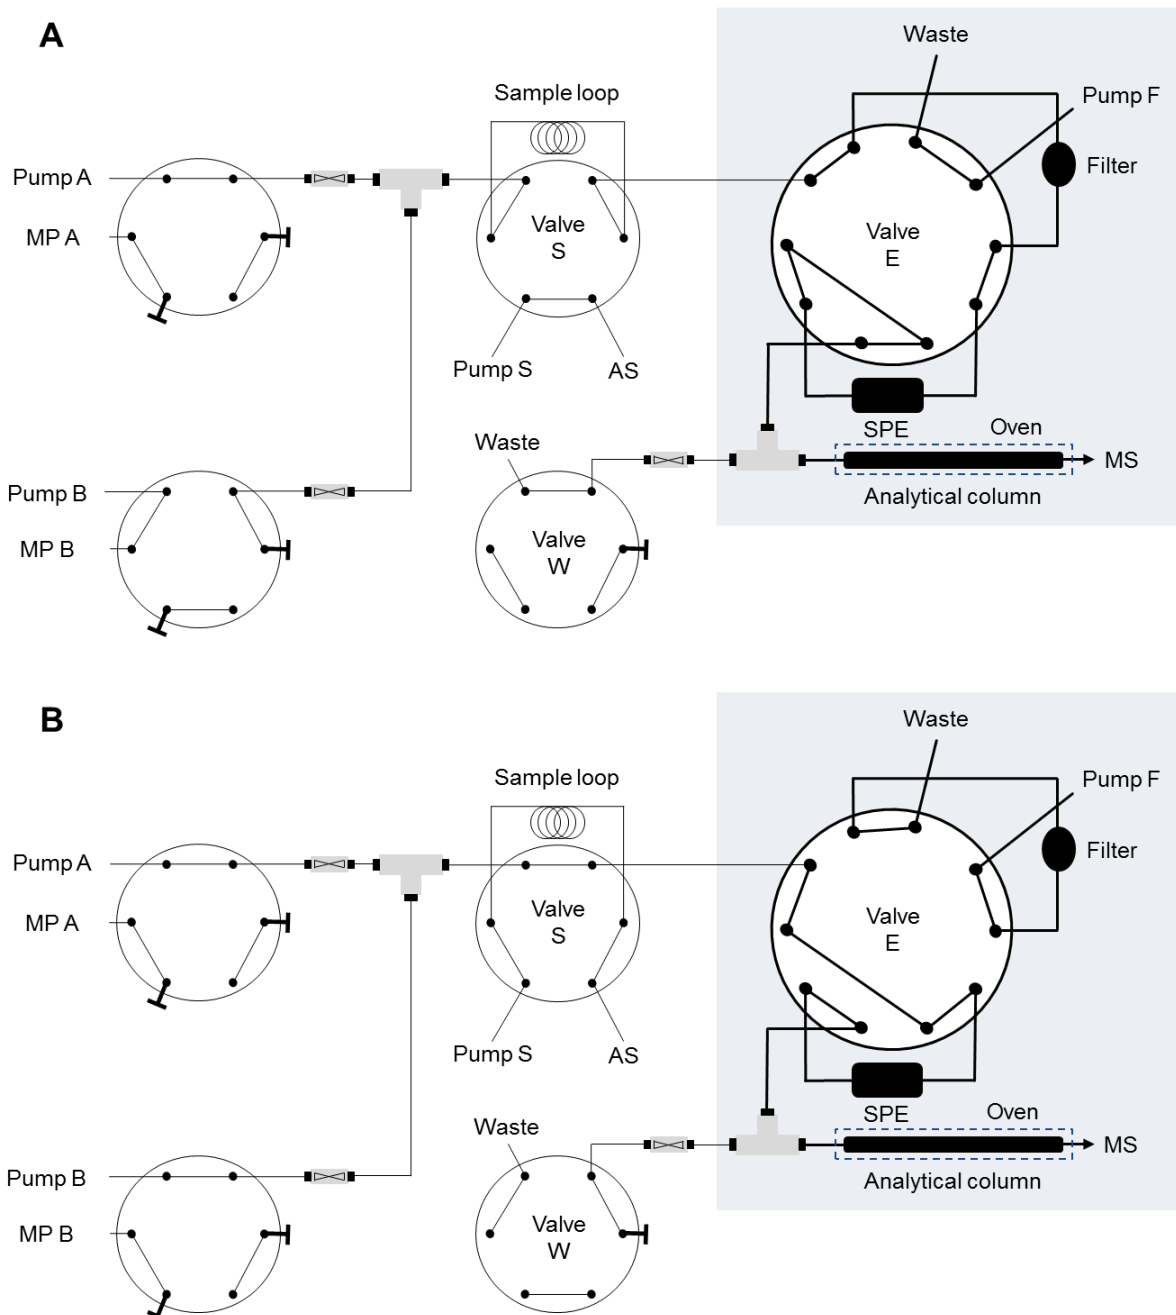 A
Waste
Sample loop
Pump F
Pump A
Filter
MP A
Valve
S
Valve
E
Pump S
AS
SPE
Oven
Waste
MS
Pump B
Analytical column
MP B
Valve
W
B
Waste
Sample loop
Pump F
Pump A
Filter
MP A
Valve
S
Valve
E
Pump S
AS
SPE
Oven
Waste
MS
Pump B
Analytical column
MP B
Valve
W